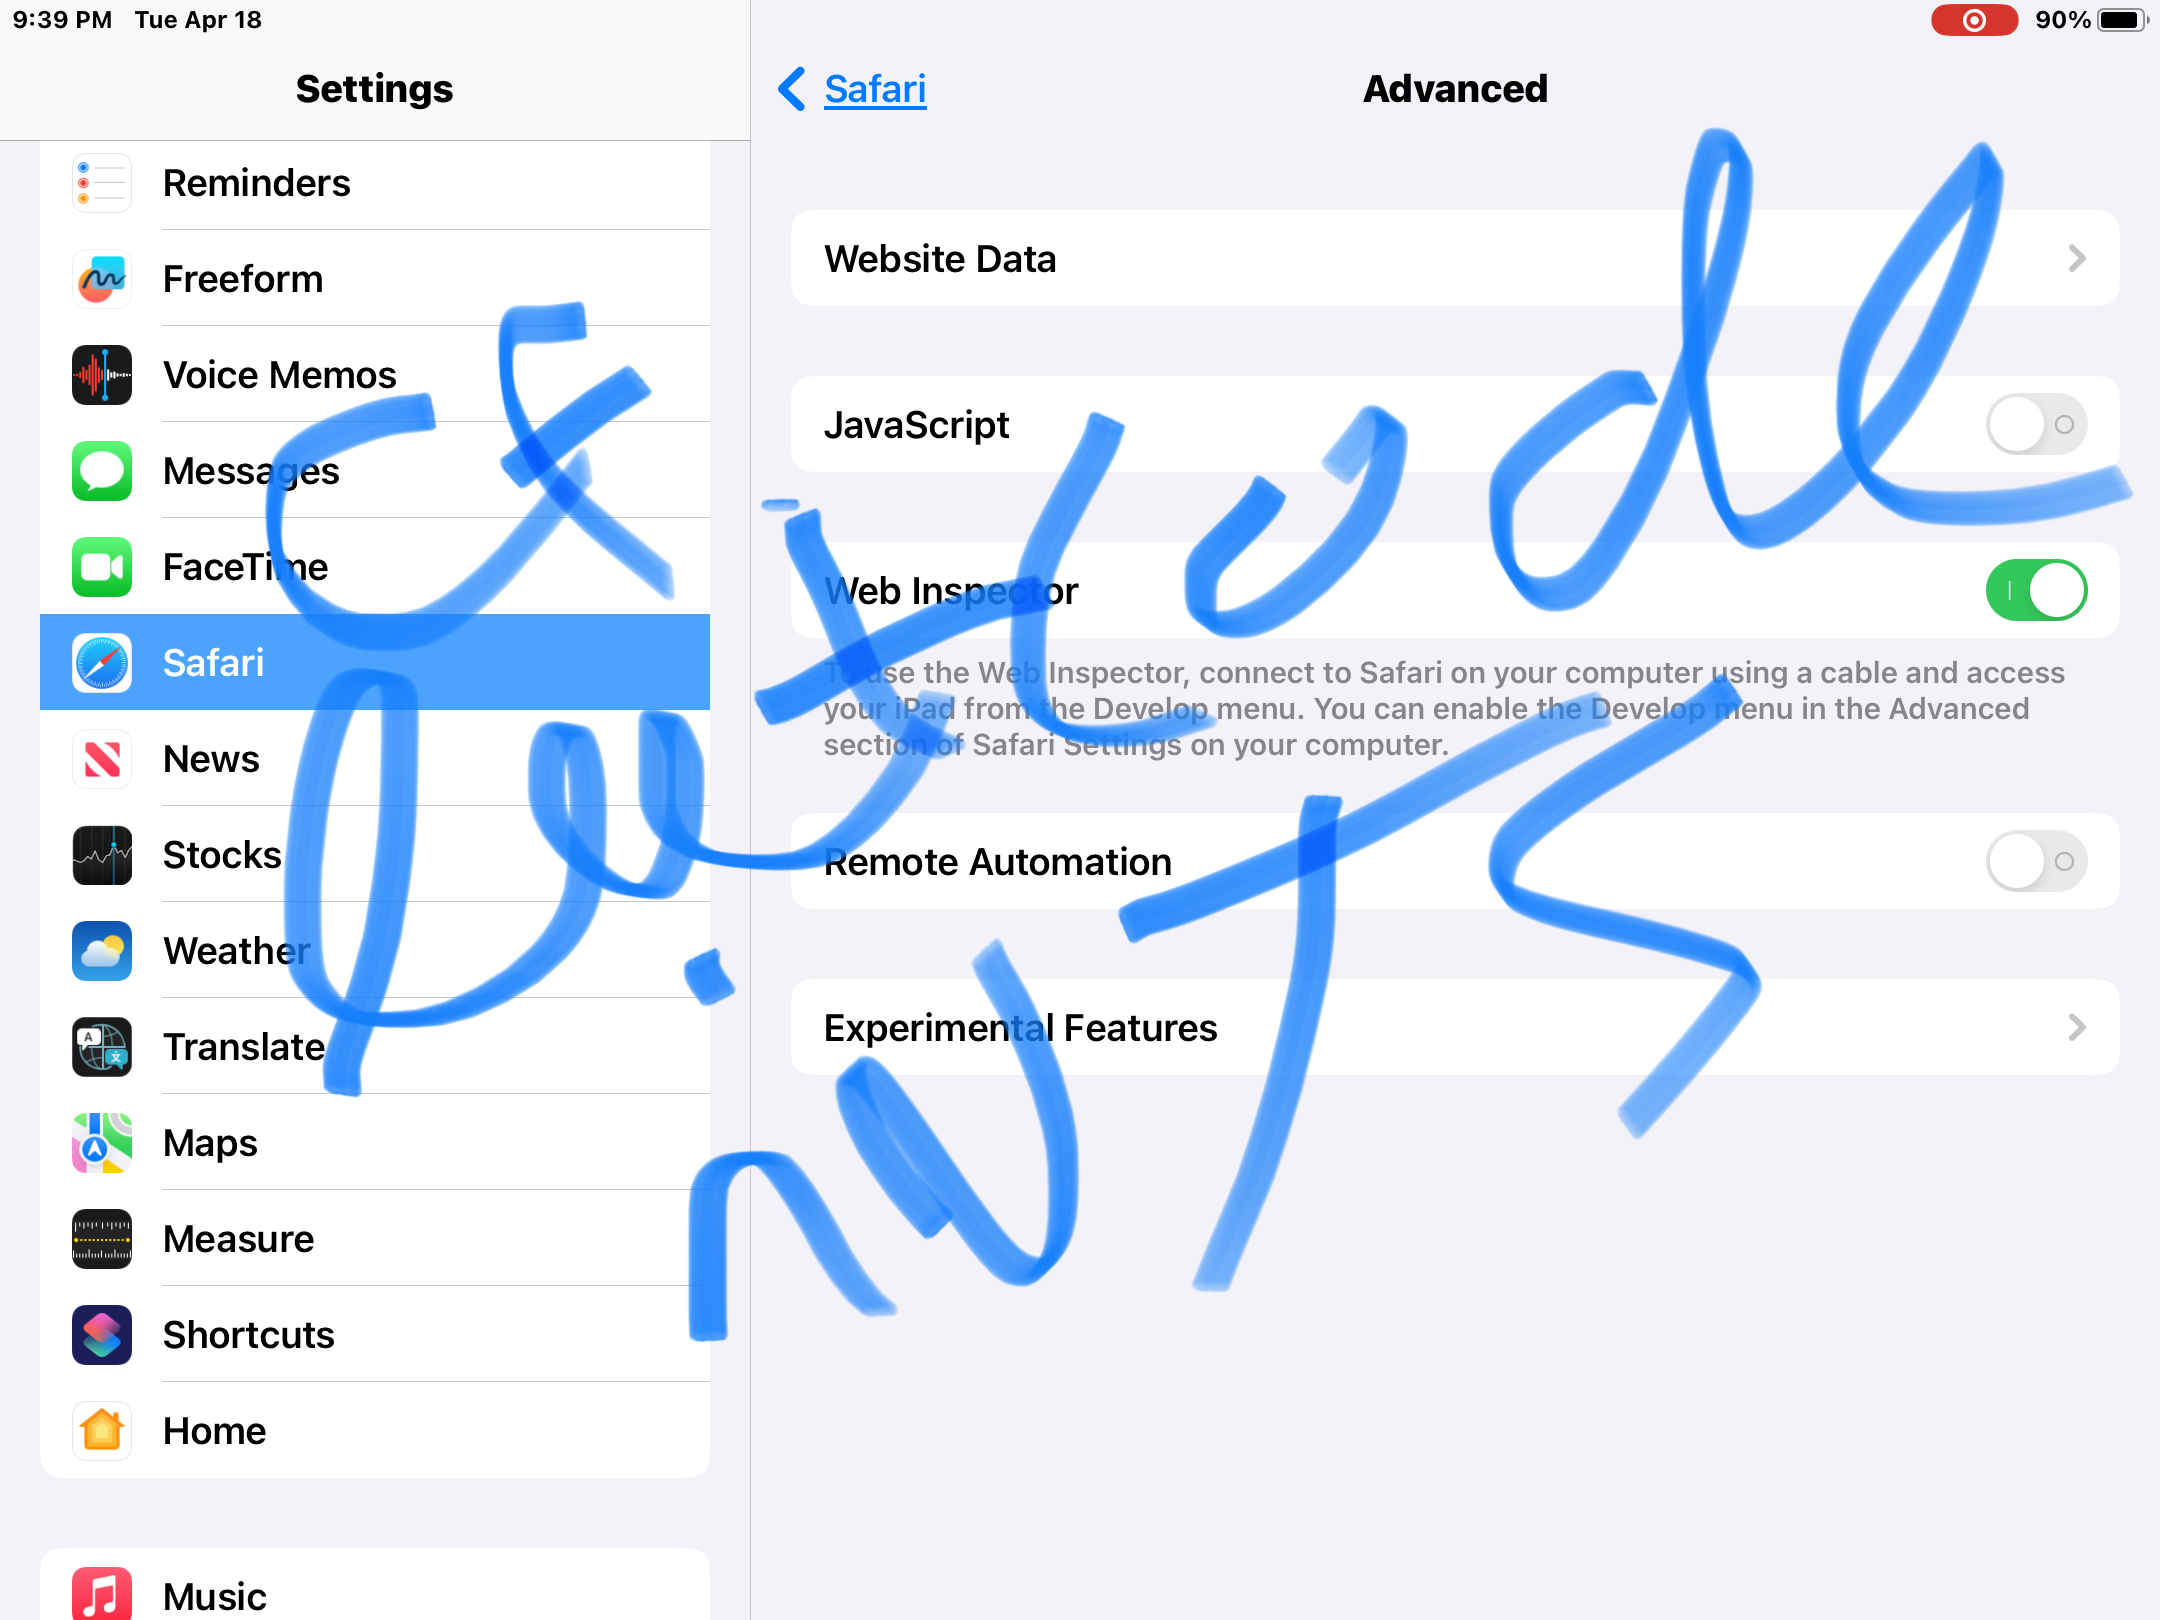 9:39 PM Tue Apr 18
90%
Settings
Reminders
Freeform
Voice Memos
Messages
FaceTime
Safari
News
Stocks
Weather
Translate
Maps
Measure
Shortcuts
Home
Music
Safari
Advanced
Website Data
JavaScript
Web Inspector
To use the Web Inspector, connect to Safari on your computer using a cable and access
your iPad from the Develop menu. You can enable the Develop menu in the Advanced
section of Safari Settings on your computer.
Remote Automation
Experimental Features